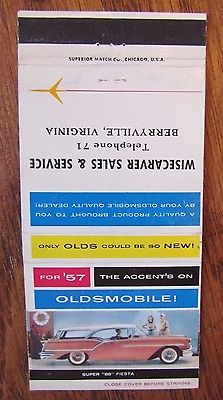 SUPERIOR MATCH CO., CHICAGO, U.S.A.
WISECARVER SALES & SERVICE
Telephone 71
BERRYVILLE, VIRGINIA
A QUALITY PRODUCT BROUGHT TO YOU
BY YOUR OLDSMOBILE QUALITY DEALER!
ONLY OLDS COULD BE SO NEW!
FOR '57 THE ACCENT'S ON
OLDSMOBILE!
SUPER "88" FIESTA
CLOSE COVER BEFORE STRIKING